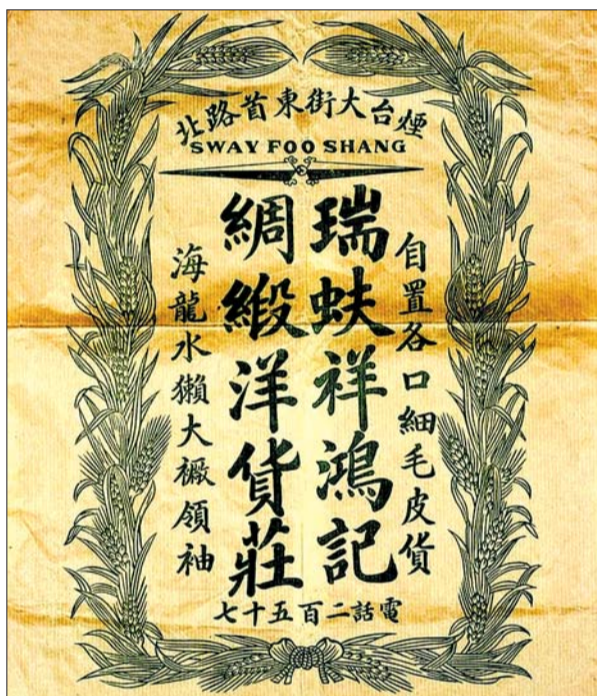 煙台大街東首路北
SWAY FOO SHANG
自置各口細毛皮貨
瑞蚨祥鴻記
綢緞洋貨莊
海龍水獺大襏領袖
電話二百五十七